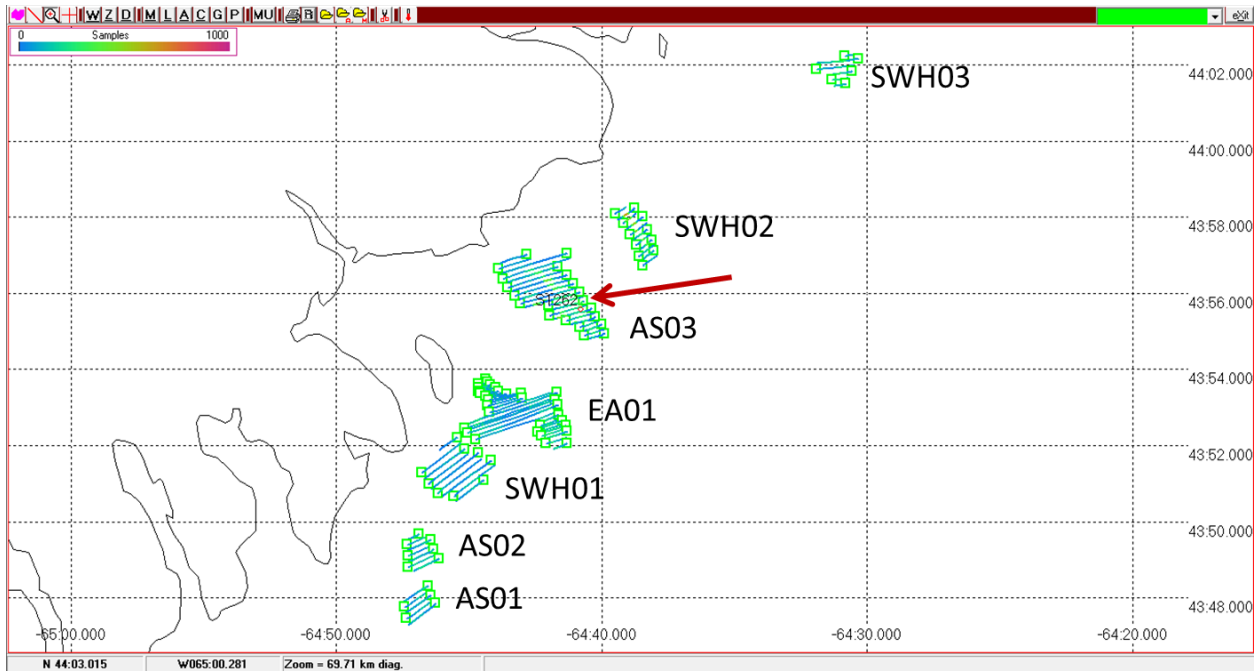 W Z D M L A C G P MU R eXit
0 Samples 1000
SWH03
44:02.000
44:00.000
SWH02
43:58.000
ST262
43:56.000
AS03
43:54.000
EA01
43:52.000
SWH01
43:50.000
AS02
AS01
43:48.000
-65:00.000 -64:50.000 -64:40.000 -64:30.000 -64:20.000
N 44:03.015 W065:00.281 Zoom = 69.71 km diag.